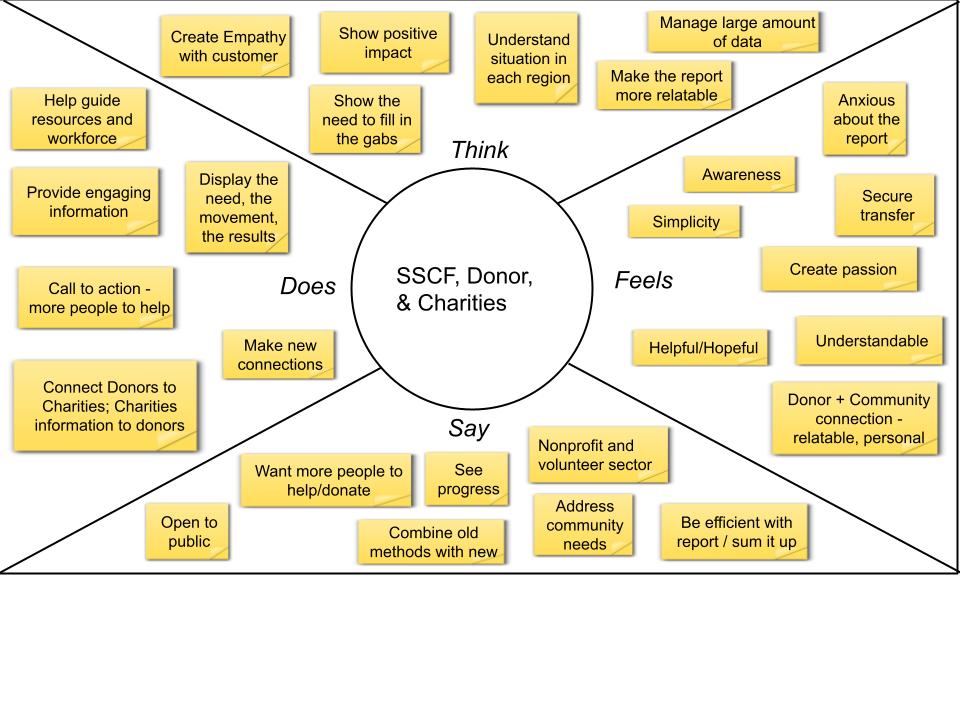 Create Empathy
with customer
Show positive
impact
Understand
situation in
each region
Manage large amount
of data
Make the report
more relatable
Show the
need to fill in
the gabs
Think
Help guide
resources and
workforce
Provide engaging
information
Display the
need, the
movement,
the results
Call to action -
more people to help
Does
Make new
connections
Connect Donors to
Charities; Charities
information to donors
SSCF, Donor,
& Charities
Anxious
about the
report
Awareness
Secure
transfer
Simplicity
Create passion
Feels
Helpful/Hopeful
Understandable
Donor + Community
connection -
relatable, personal
Say
Want more people to
help/donate
See
progress
Nonprofit and
volunteer sector
Open to
public
Combine old
methods with new
Address
community
needs
Be efficient with
report / sum it up